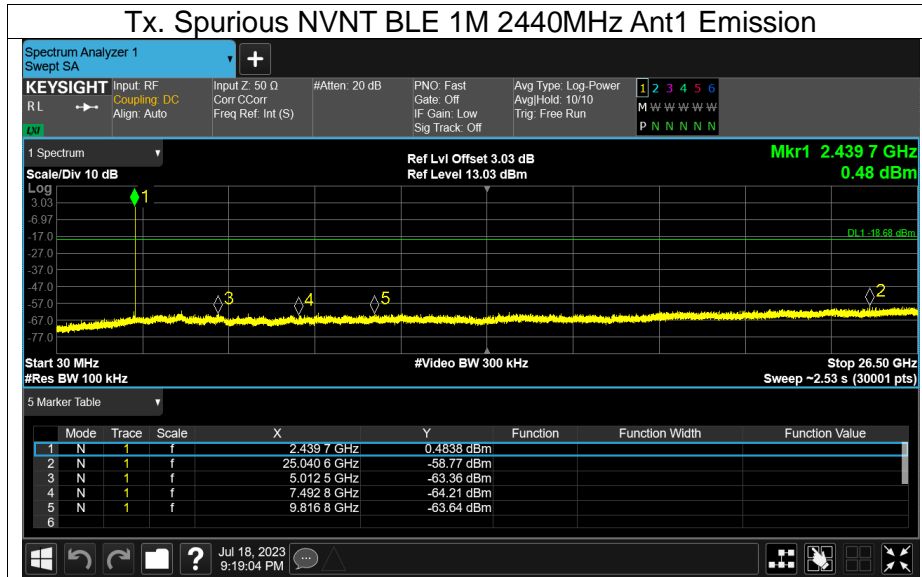 Tx. Spurious NVNT BLE 1M 2440MHz Ant1 Emission
Spectrum Analyzer 1
Swept SA
+
KEYSIGHT
R L
LXI
Input: RF
Coupling: DC
Align: Auto
Input Z: 50 Ω
Corr CCorr
Freq Ref: Int (S)
#Atten: 20 dB
PNO: Fast
Gate: Off
IF Gain: Low
Sig Track: Off
Avg Type: Log-Power
Avg|Hold: 10/10
Trig: Free Run
1 2 3 4 5 6
M W W W W W
P N N N N N
1 Spectrum
Scale/Div 10 dB
Ref Lvl Offset 3.03 dB
Ref Level 13.03 dBm
Mkr1 2.439 7 GHz
0.48 dBm
Log
3.03
-6.97
-17.0
-27.0
-37.0
-47.0
-57.0
-67.0
-77.0
1
DL1 -18.68 dBm
3
4
5
2
Start 30 MHz
#Res BW 100 kHz
#Video BW 300 kHz
Stop 26.50 GHz
Sweep ~2.53 s (30001 pts)
5 Marker Table
Mode Trace Scale X Y Function Function Width Function Value
1 N 1 f 2.439 7 GHz 0.4838 dBm
2 N 1 f 25.040 6 GHz -58.77 dBm
3 N 1 f 5.012 5 GHz -63.36 dBm
4 N 1 f 7.492 8 GHz -64.21 dBm
5 N 1 f 9.816 8 GHz -63.64 dBm
6
?
Jul 18, 2023
9:19:04 PM